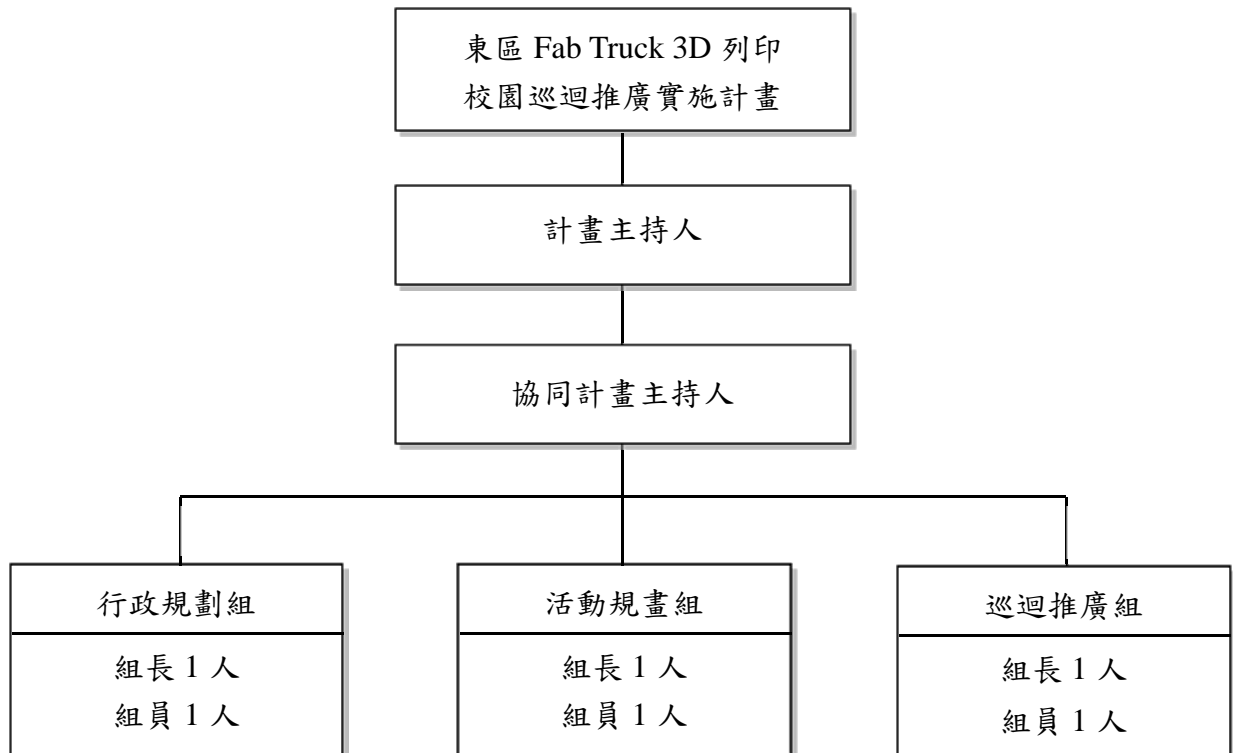 東區 Fab Truck 3D 列印
校園巡迴推廣實施計畫
計畫主持人
協同計畫主持人
行政規劃組
組長 1 人
組員 1 人
活動規畫組
組長 1 人
組員 1 人
巡迴推廣組
組長 1 人
組員 1 人